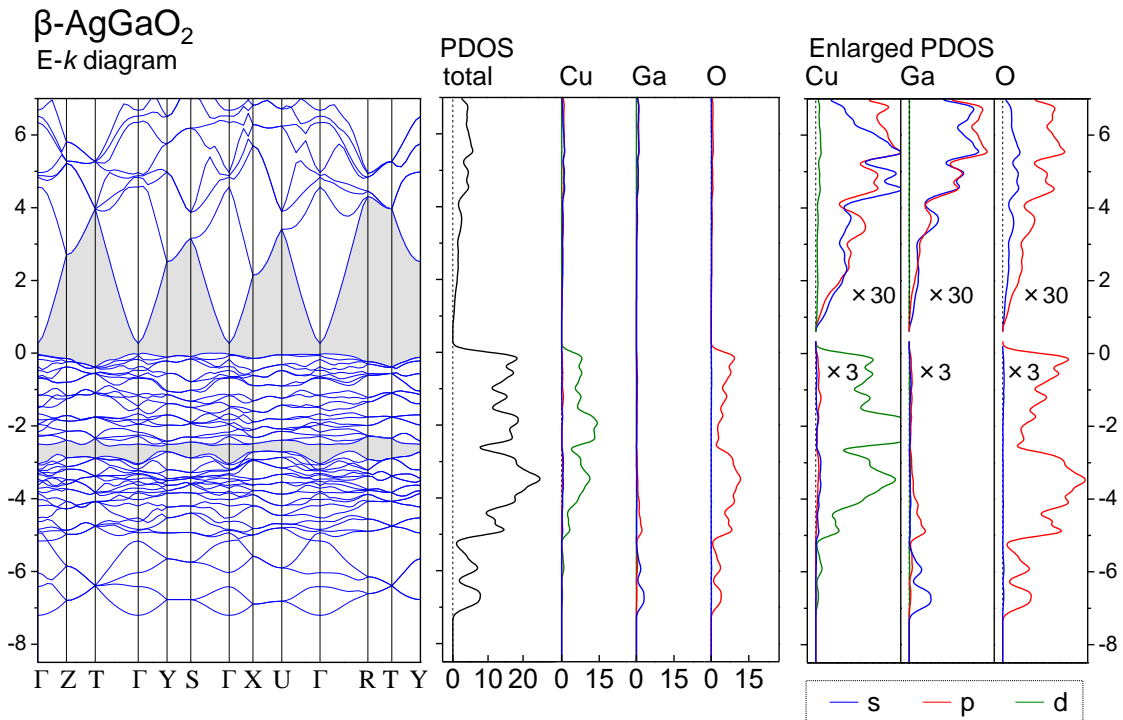 β-AgGaO2
E-k diagram
PDOS
total Cu Ga O
Enlarged PDOS
Cu Ga O
6
4
2
0
-2
-4
-6
-8
Γ Z T Γ Y S Γ X U Γ R T Y
0 10 20 0 15 0 15 0 15
×30 ×30 ×30
×3 ×3 ×3
6
4
2
0
-2
-4
-6
-8
s p d